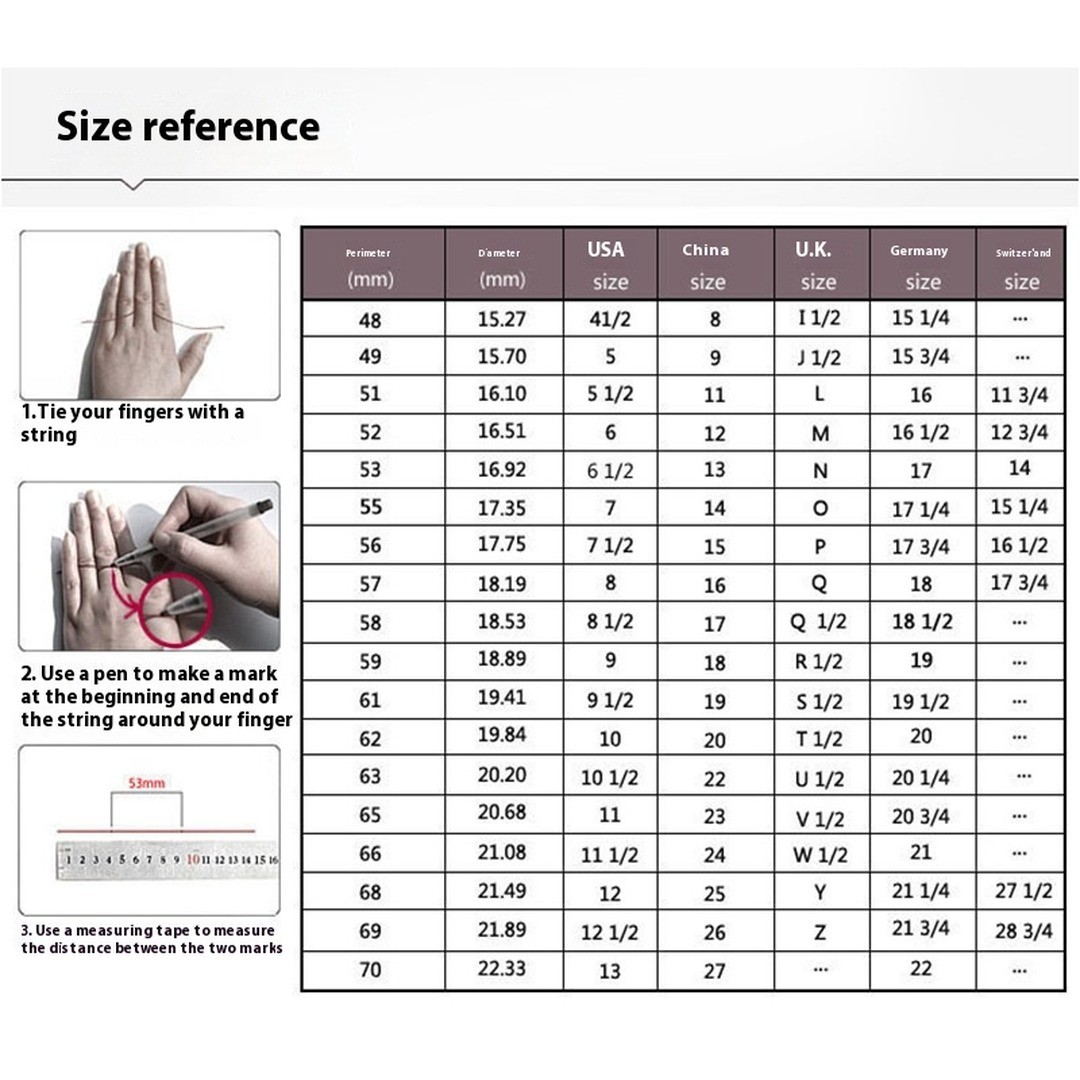 Size reference
Perimeter (mm) D'ameter (mm) USA size China size U.K. size Germany size Switzer'and size
48 15.27 41/2 8 I 1/2 15 1/4 ...
49 15.70 5 9 J 1/2 15 3/4 ...
51 16.10 5 1/2 11 L 16 11 3/4
52 16.51 6 12 M 16 1/2 12 3/4
53 16.92 6 1/2 13 N 17 14
55 17.35 7 14 O 17 1/4 15 1/4
56 17.75 7 1/2 15 P 17 3/4 16 1/2
57 18.19 8 16 Q 18 17 3/4
58 18.53 8 1/2 17 Q 1/2 18 1/2 ...
59 18.89 9 18 R 1/2 19 ...
61 19.41 9 1/2 19 S 1/2 19 1/2 ...
62 19.84 10 20 T 1/2 20 ...
63 20.20 10 1/2 22 U 1/2 20 1/4 ...
65 20.68 11 23 V 1/2 20 3/4 ...
66 21.08 11 1/2 24 W 1/2 21 ...
68 21.49 12 25 Y 21 1/4 27 1/2
69 21.89 12 1/2 26 Z 21 3/4 28 3/4
70 22.33 13 27 ... 22 ...
1.Tie your fingers with a
string
2. Use a pen to make a mark
at the beginning and end of
the string around your finger
53mm
1 2 3 4 5 6 7 8 9 10 11 12 13 14 15 16
3. Use a measuring tape to measure
the distance between the two marks